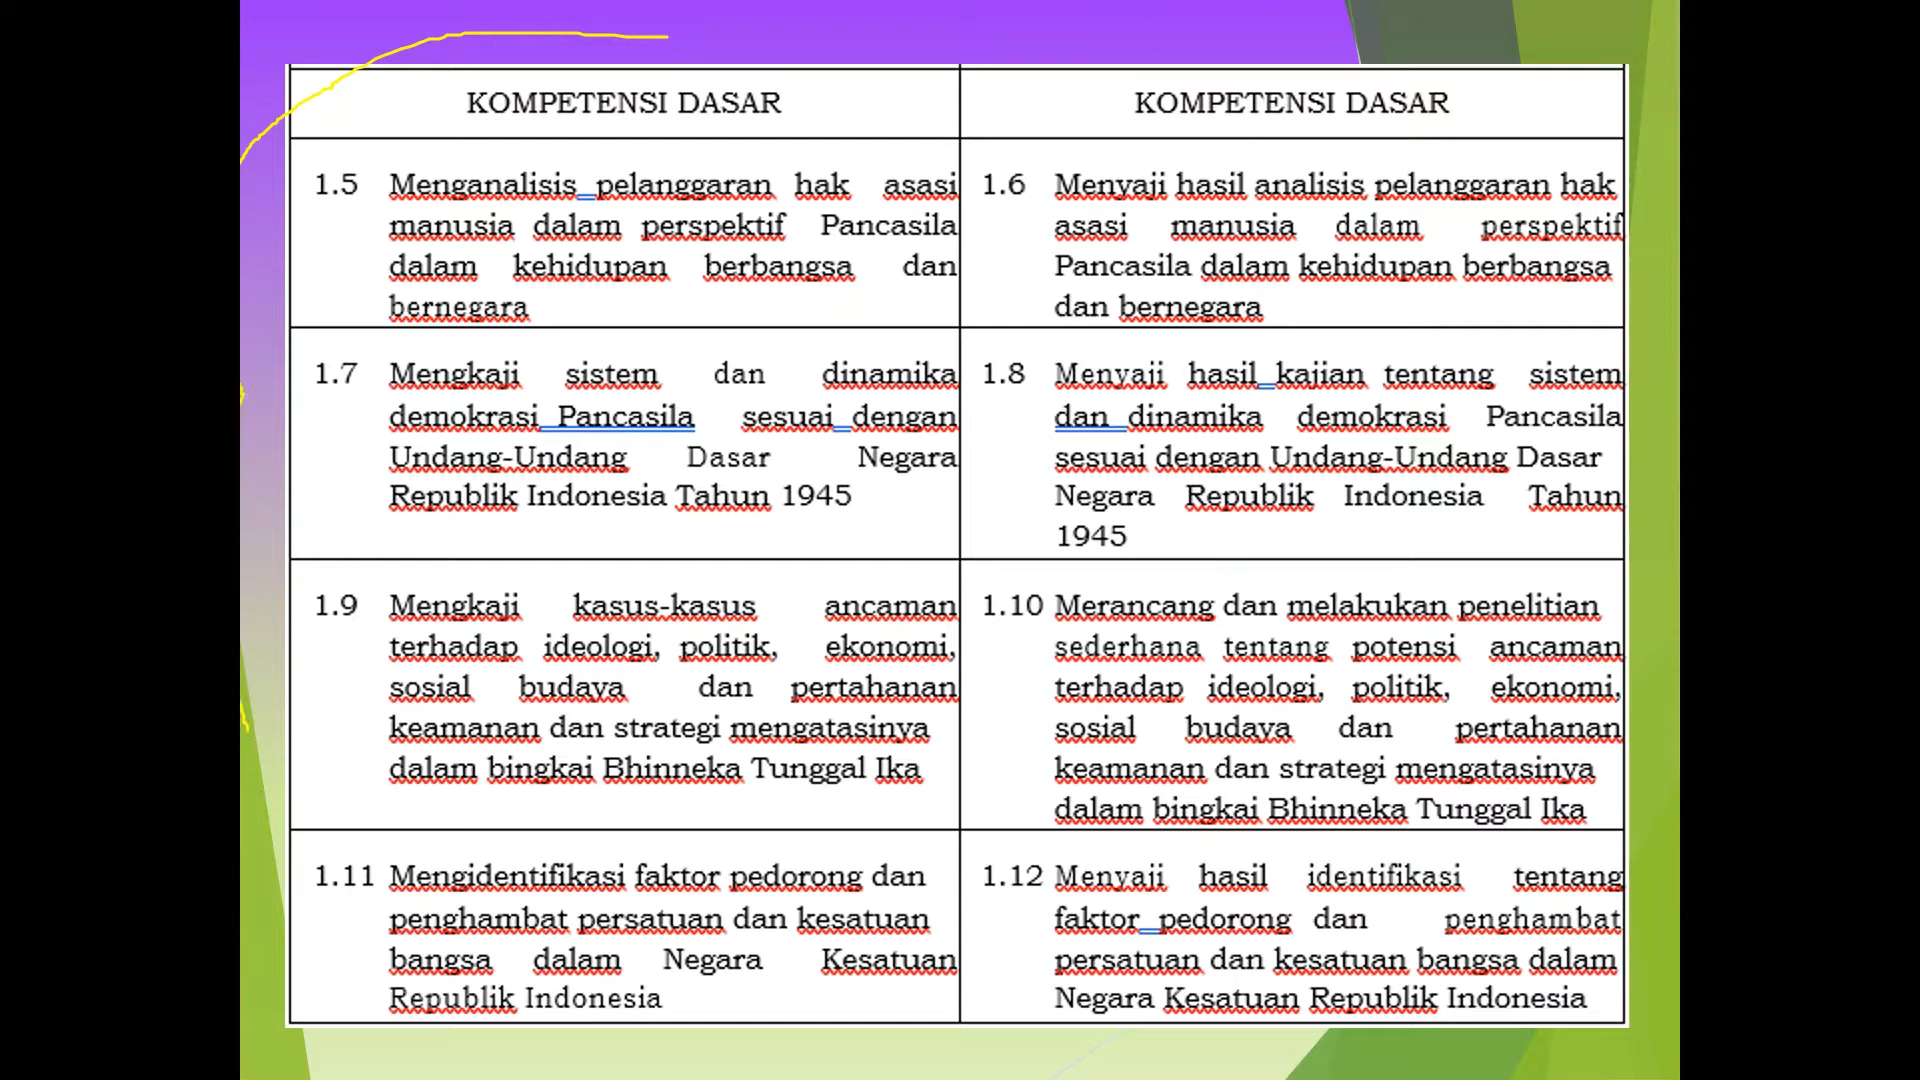 KOMPETENSI DASAR
KOMPETENSI DASAR
1.5 Menganalisis pelanggaran hak asasi
manusia dalam perspektif Pancasila
dalam kehidupan berbangsa dan
bernegara
1.6 Menyaji hasil analisis pelanggaran hak
asasi manusia dalam perspektif
Pancasila dalam kehidupan berbangsa
dan bernegara
1.7 Mengkaji sistem dan dinamika
demokrasi Pancasila sesuai dengan
Undang-Undang Dasar Negara
Republik Indonesia Tahun 1945
1.8 Menyaji hasil kajian tentang sistem
dan dinamika demokrasi Pancasila
sesuai dengan Undang-Undang Dasar
Negara Republik Indonesia Tahun
1945
1.9 Mengkaji kasus-kasus ancaman
terhadap ideologi, politik, ekonomi,
sosial budaya dan pertahanan
keamanan dan strategi mengatasinya
dalam bingkai Bhinneka Tunggal Ika
1.10 Merancang dan melakukan penelitian
sederhana tentang potensi ancaman
terhadap ideologi, politik, ekonomi,
sosial budaya dan pertahanan
keamanan dan strategi mengatasinya
dalam bingkai Bhinneka Tunggal Ika
1.11 Mengidentifikasi faktor pedorong dan
penghambat persatuan dan kesatuan
bangsa dalam Negara Kesatuan
Republik Indonesia
1.12 Menyaji hasil identifikasi tentang
faktor pedorong dan penghambat
persatuan dan kesatuan bangsa dalam
Negara Kesatuan Republik Indonesia